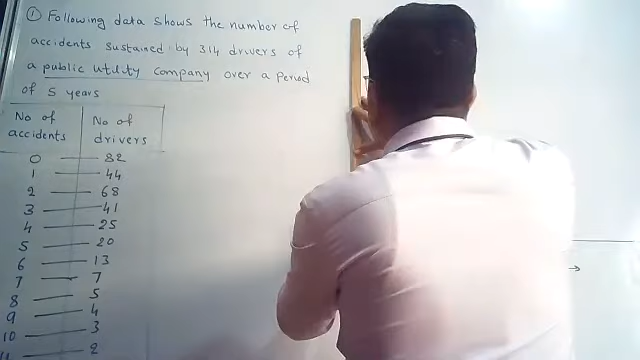 ① Following data shows the number of
accidents sustained by 314 drivers of
a public utility company over a period
of 5 years
No of accidents No of drivers
0 — 82
1 — 44
2 — 68
3 — 41
4 — 25
5 — 20
6 — 13
7 — 7
8 — 5
9 — 4
10 — 3
11 — 2